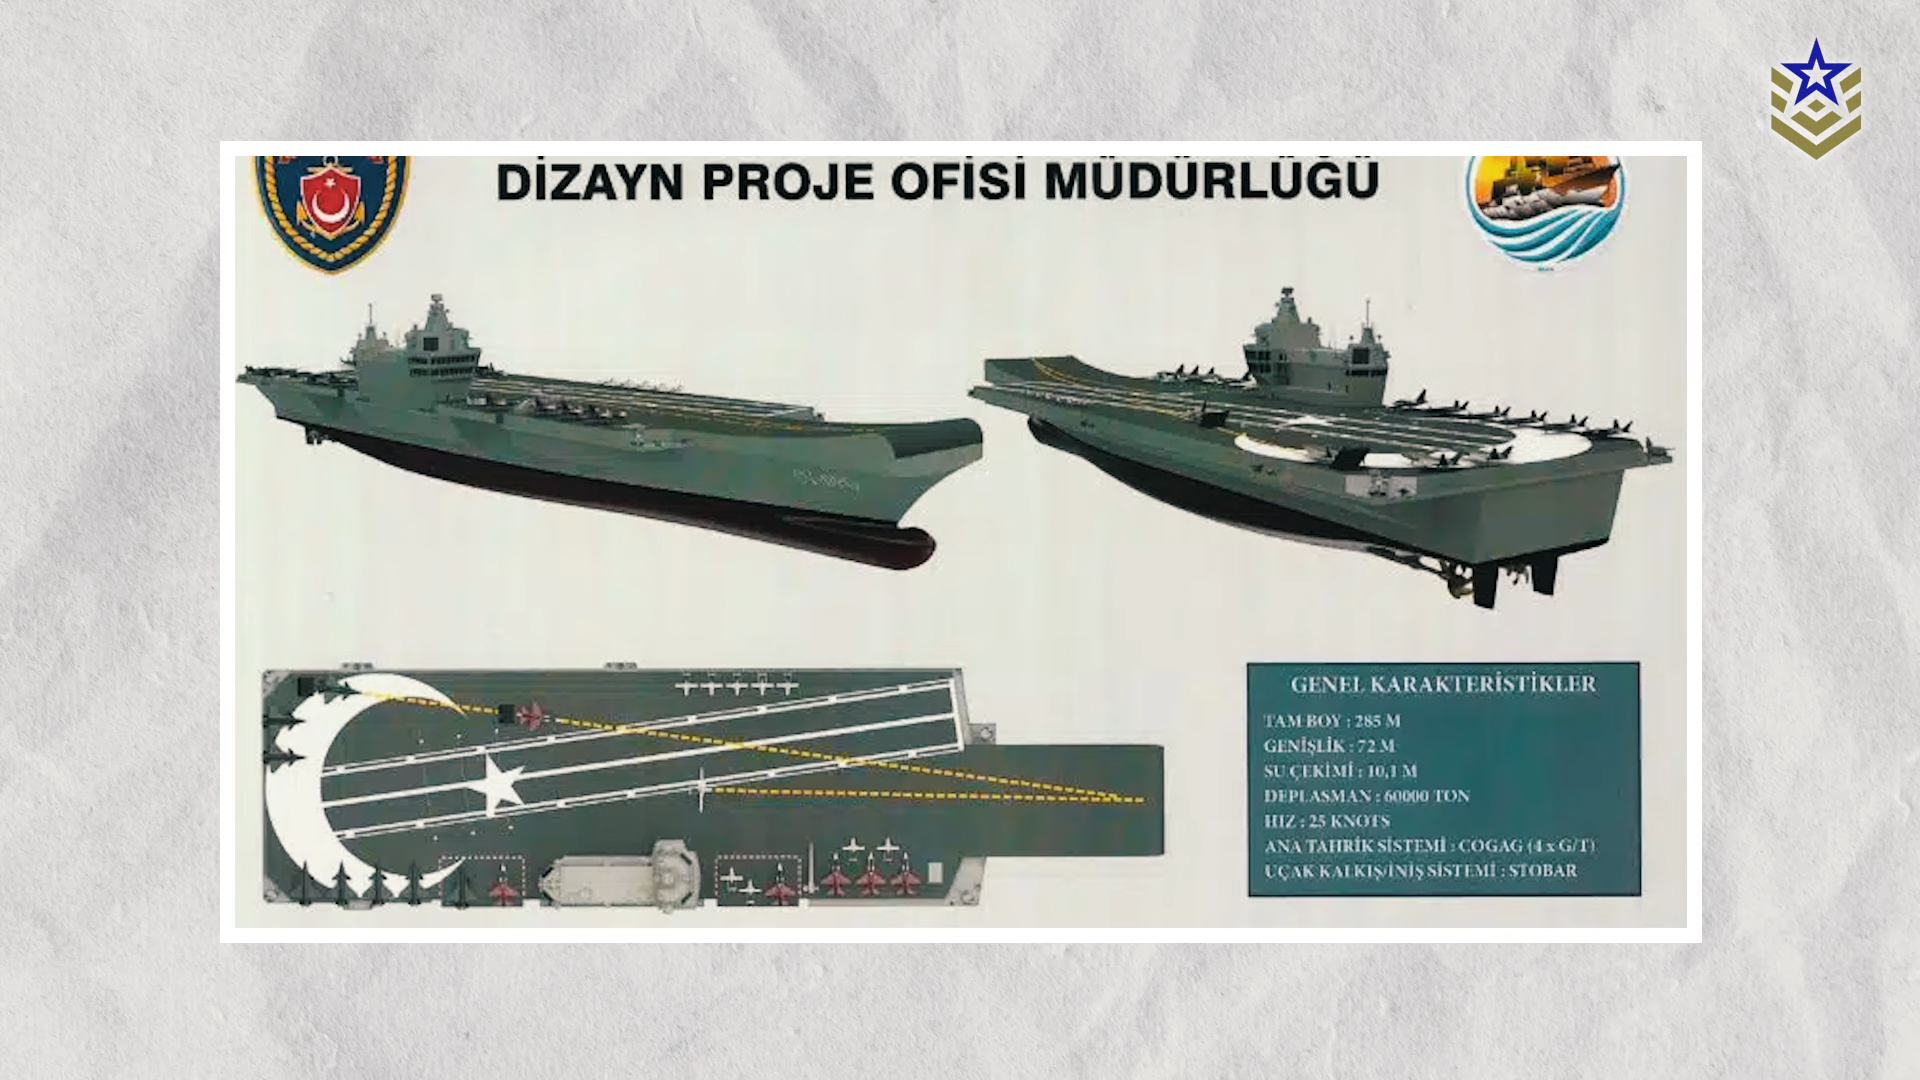 DİZAYN PROJE OFİSİ MÜDÜRLÜĞÜ
GENEL KARAKTERİSTİKLER
TAM BOY : 285 M
GENİŞLİK : 72 M
SU ÇEKİMİ : 10,1 M
DEPLASMAN : 60000 TON
HIZ : 25 KNOTS
ANA TAHRİK SİSTEMİ : COGAG (4 x G/T)
UÇAK KALKIŞ/İNİŞ SİSTEMİ : STOBAR